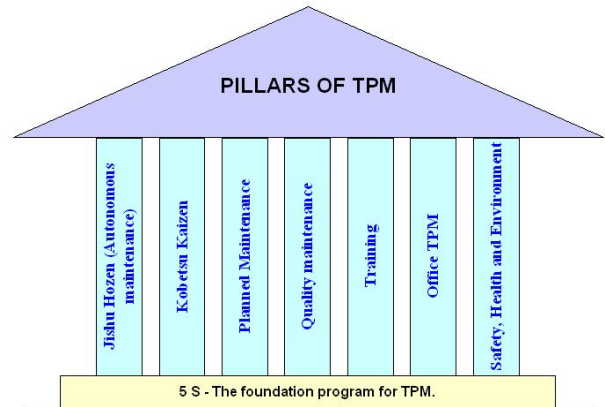 PILLARS OF TPM
Jishu Hozen (Autonomous
maintenance)
Kobetsu Kaizen
Planned Maintenance
Quality maintenance
Training
Office TPM
Safety, Health and Environment
5 S - The foundation program for TPM.